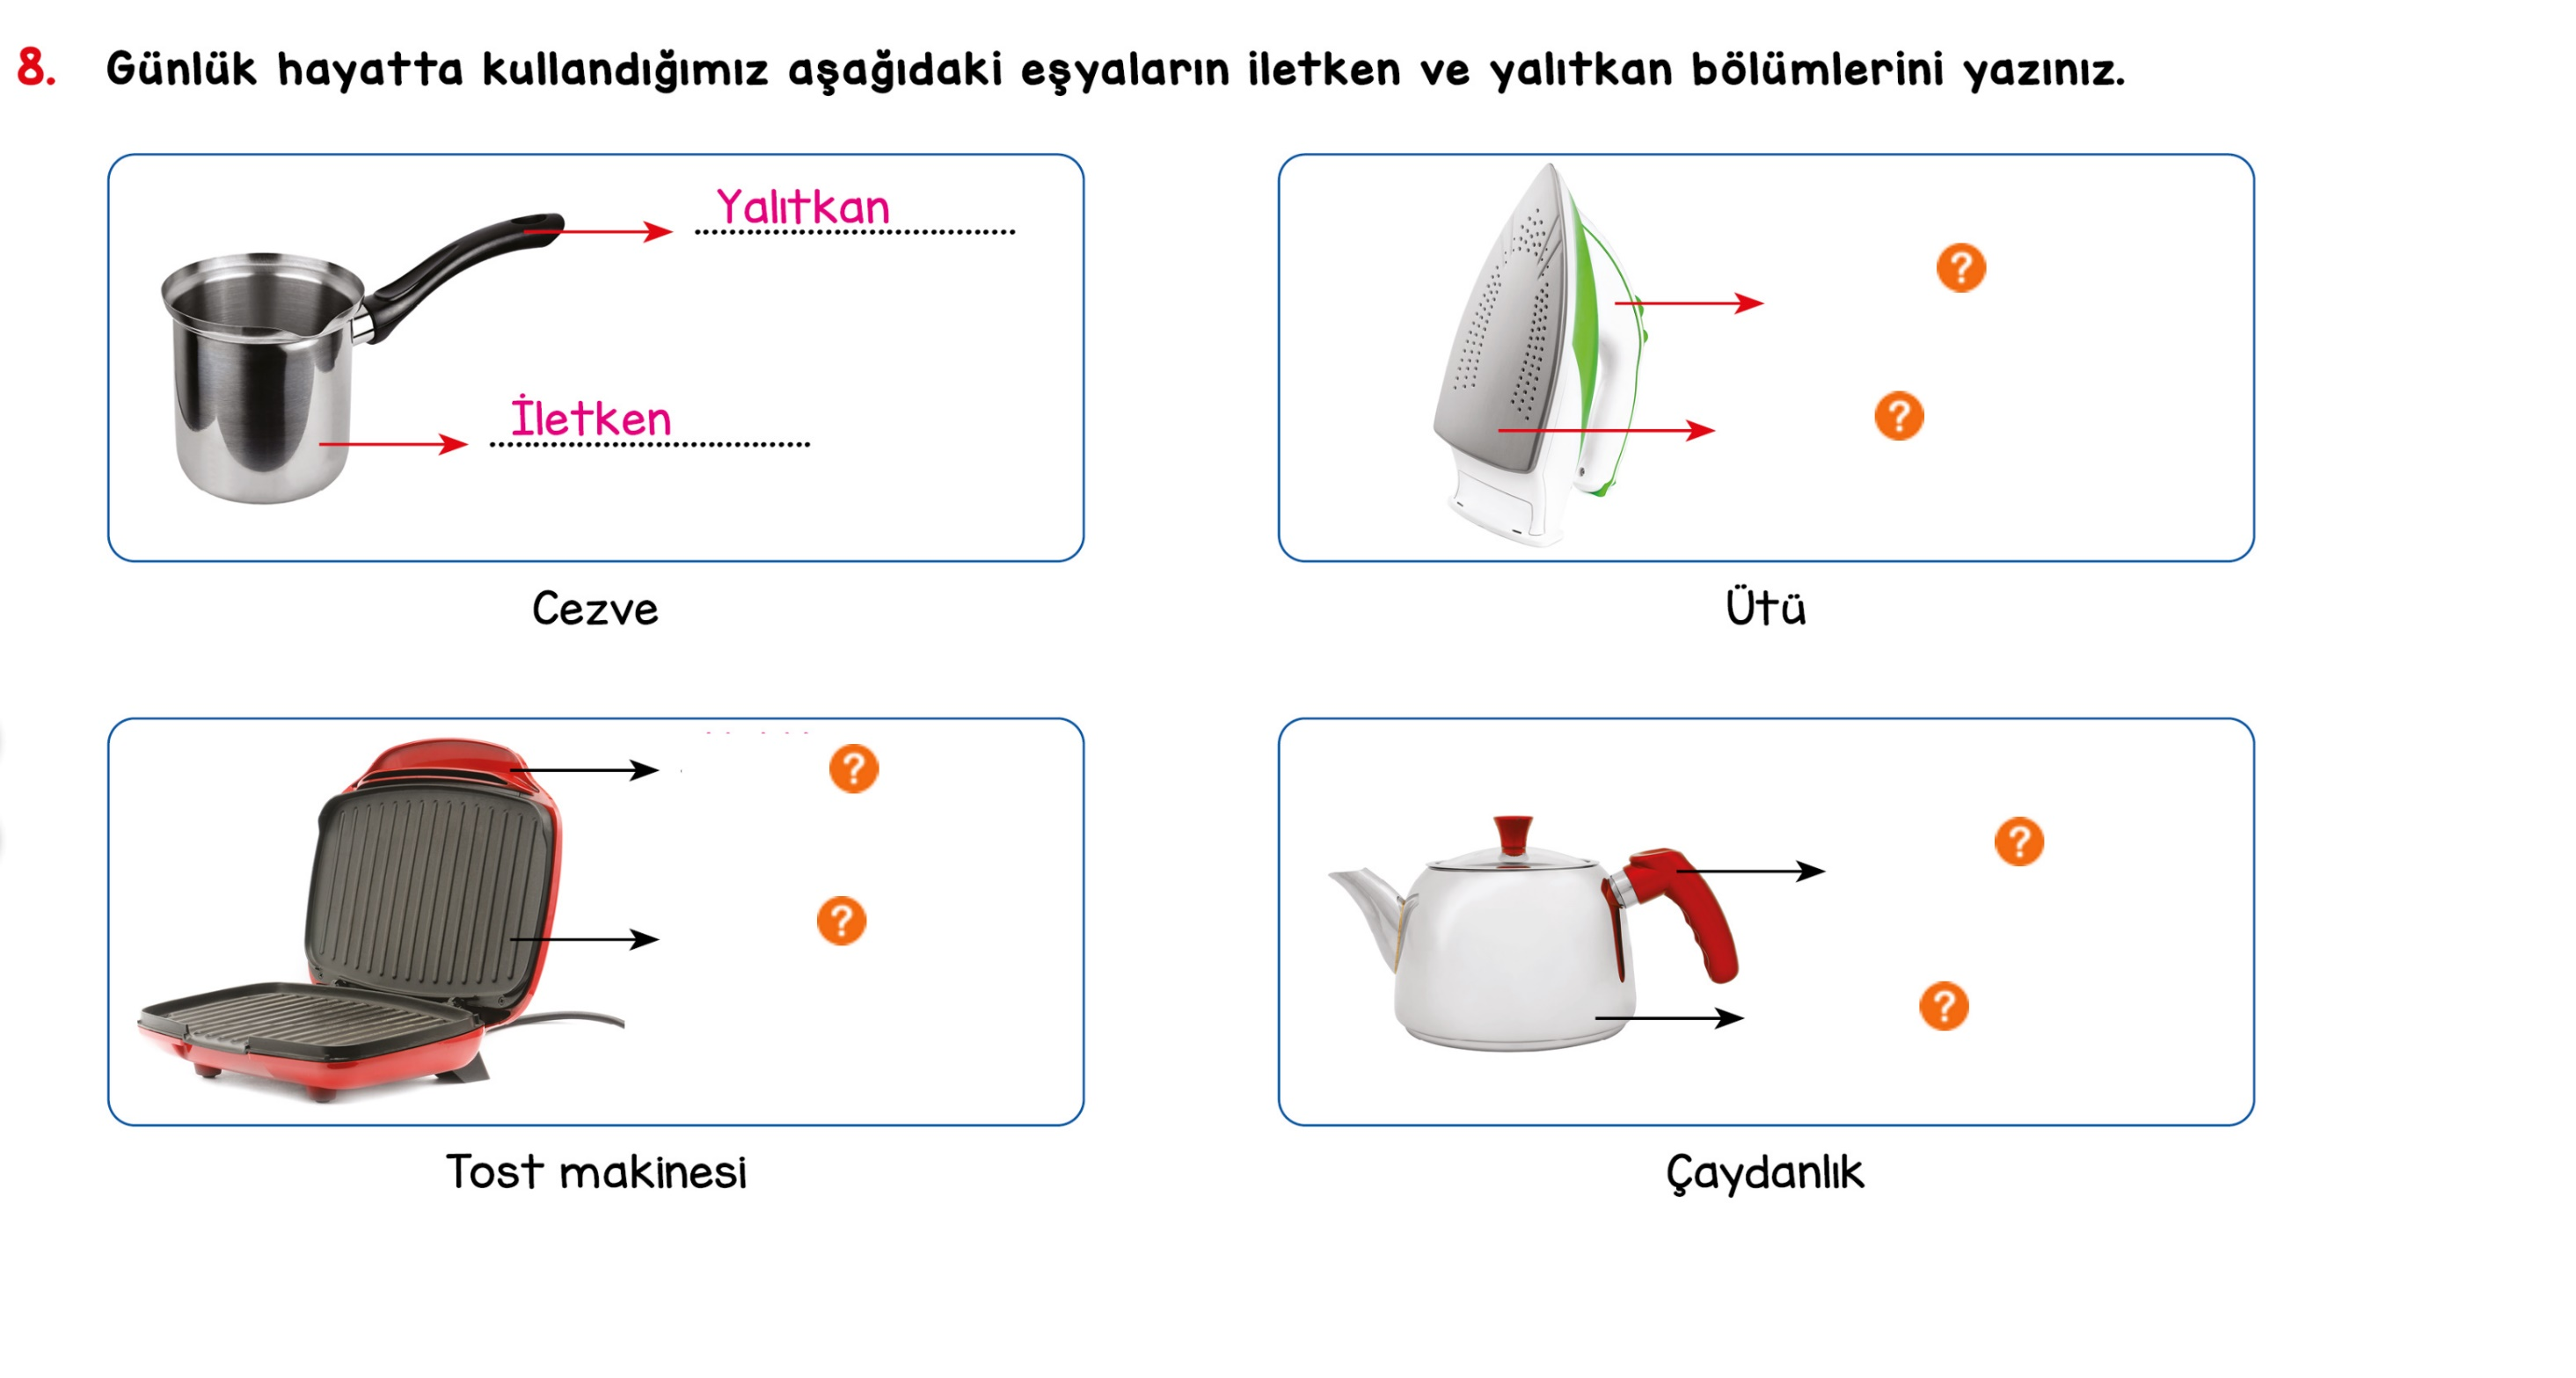 8. Günlük hayatta kullandığımız aşağıdaki eşyaların iletken ve yalıtkan bölümlerini yazınız.
Yalıtkan
İletken
?
?
Cezve
Ütü
?
?
?
?
Tost makinesi
Çaydanlık